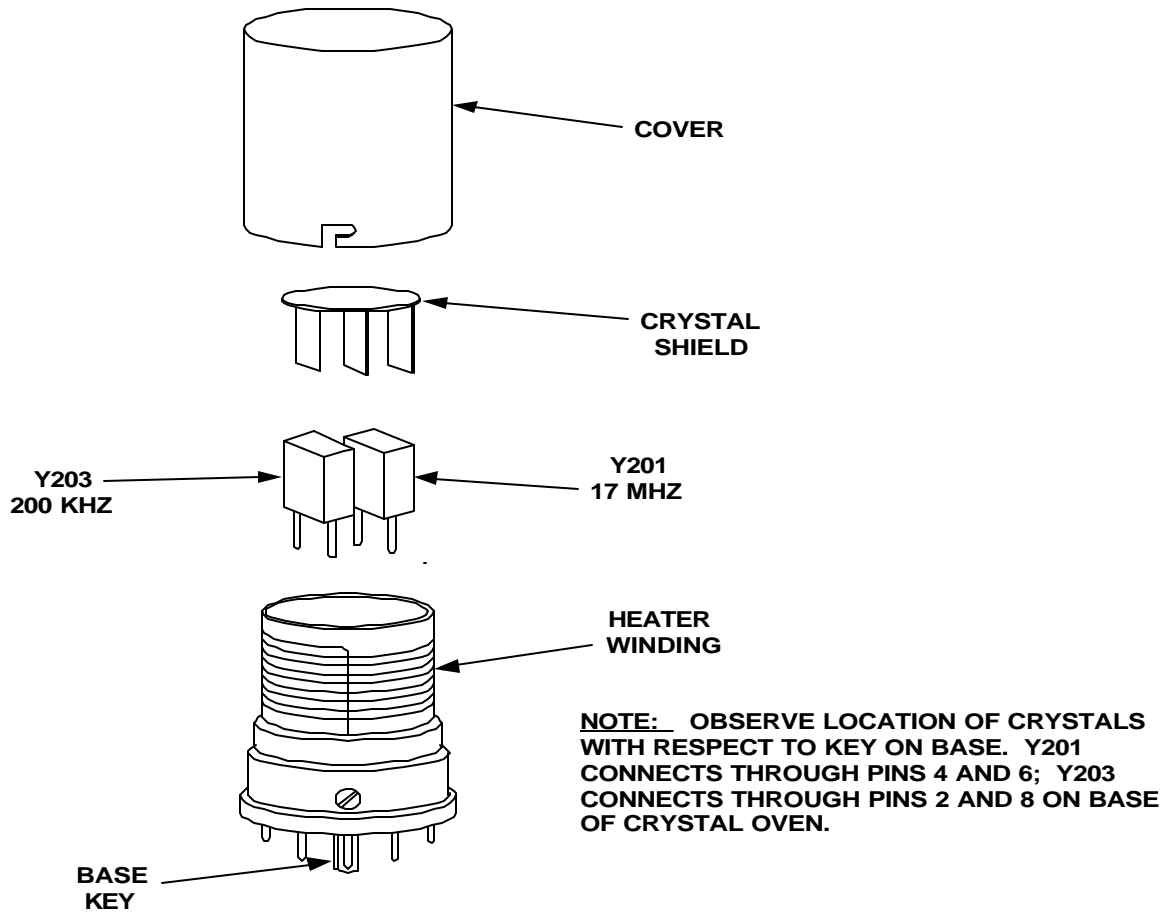 COVER
CRYSTAL
SHIELD
Y203
200 KHZ
Y201
17 MHZ
HEATER
WINDING
NOTE: OBSERVE LOCATION OF CRYSTALS
WITH RESPECT TO KEY ON BASE. Y201
CONNECTS THROUGH PINS 4 AND 6; Y203
CONNECTS THROUGH PINS 2 AND 8 ON BASE
OF CRYSTAL OVEN.
BASE
KEY